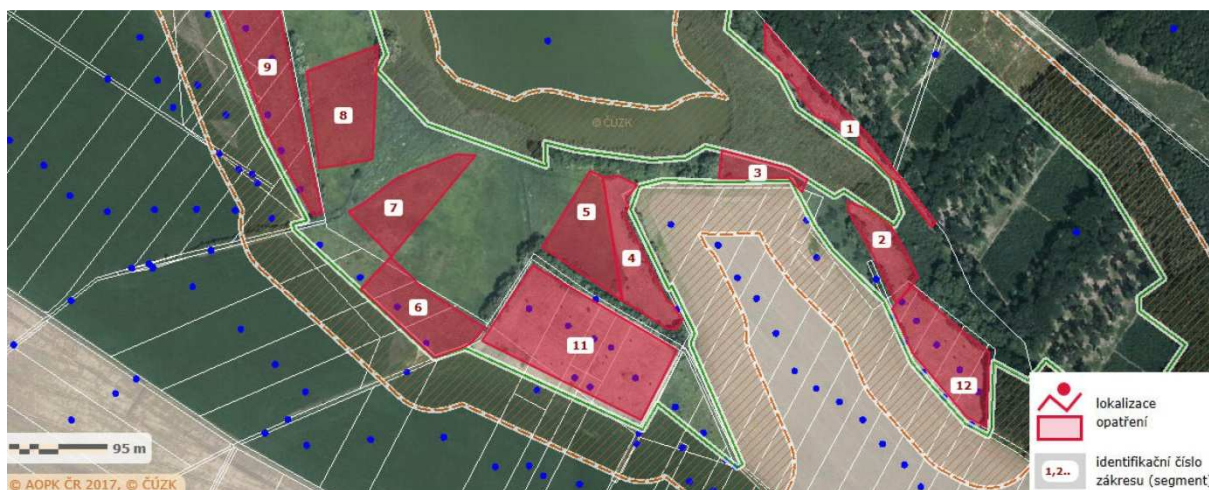 9
8
© ČÚZK
1
3
7
5
2
4
6
11
12
lokalizace
opatření
95 m
identifikační číslo
1,2..
zákresu (segment)
© AOPK ČR 2017, © ČÚZK